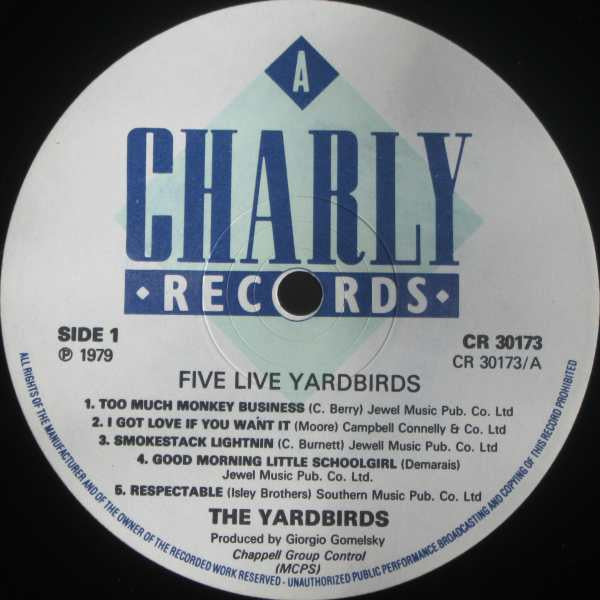 A
CHARLY
·RECORDS·
SIDE 1
℗ 1979
CR 30173
CR 30173/A
FIVE LIVE YARDBIRDS
1. TOO MUCH MONKEY BUSINESS (C. Berry) Jewel Music Pub. Co. Ltd
2. I GOT LOVE IF YOU WANT IT (Moore) Campbell Connelly & Co. Ltd
3. SMOKESTACK LIGHTNIN (C. Burnett) Jewell Music Pub. Co. Ltd
4. GOOD MORNING LITTLE SCHOOLGIRL (Demarais)
Jewel Music Pub. Co. Ltd.
5. RESPECTABLE (Isley Brothers) Southern Music Pub. Co. Ltd
THE YARDBIRDS
Produced by Giorgio Gomelsky
Chappell Group Control
(MCPS)
ALL RIGHTS OF THE MANUFACTURER AND OF THE OWNER OF THE RECORDED WORK RESERVED - UNAUTHORIZED PUBLIC PERFORMANCE BROADCASTING AND COPYING OF THIS RECORD PROHIBITED